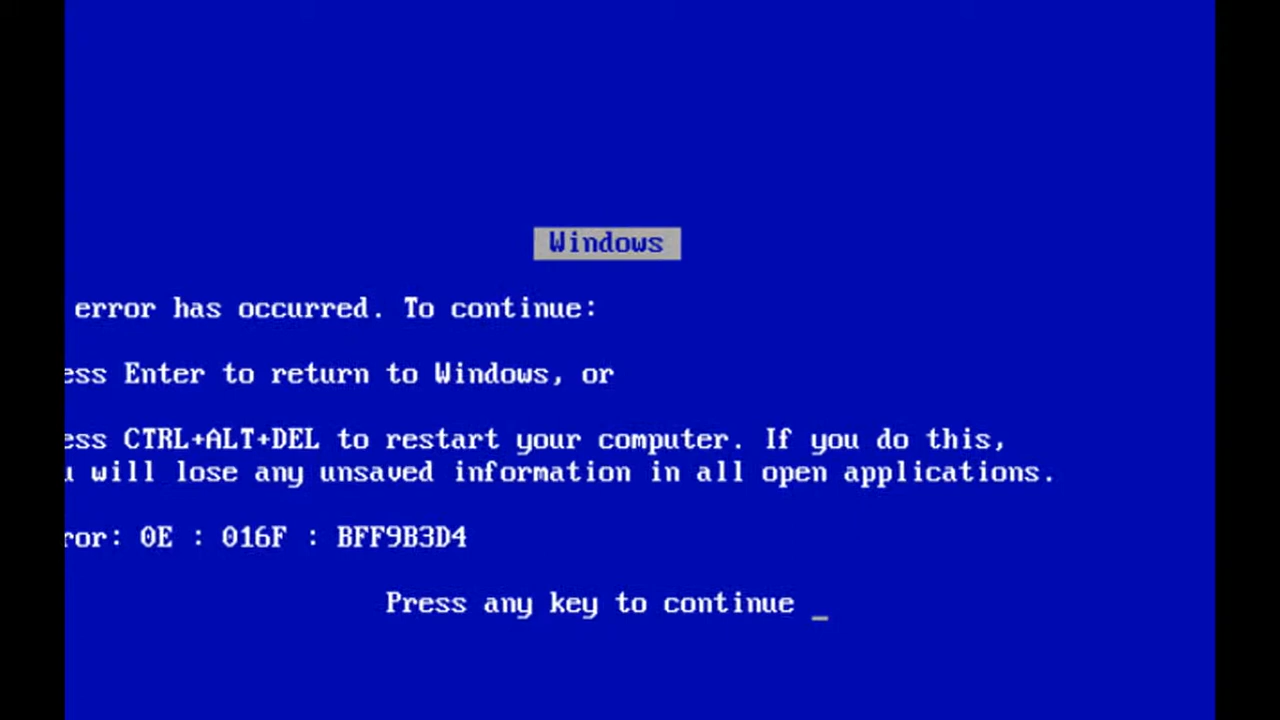 Windows
error has occurred. To continue:
ess Enter to return to Windows, or
ess CTRL+ALT+DEL to restart your computer. If you do this,
u will lose any unsaved information in all open applications.
ror: 0E : 016F : BFF9B3D4
Press any key to continue _